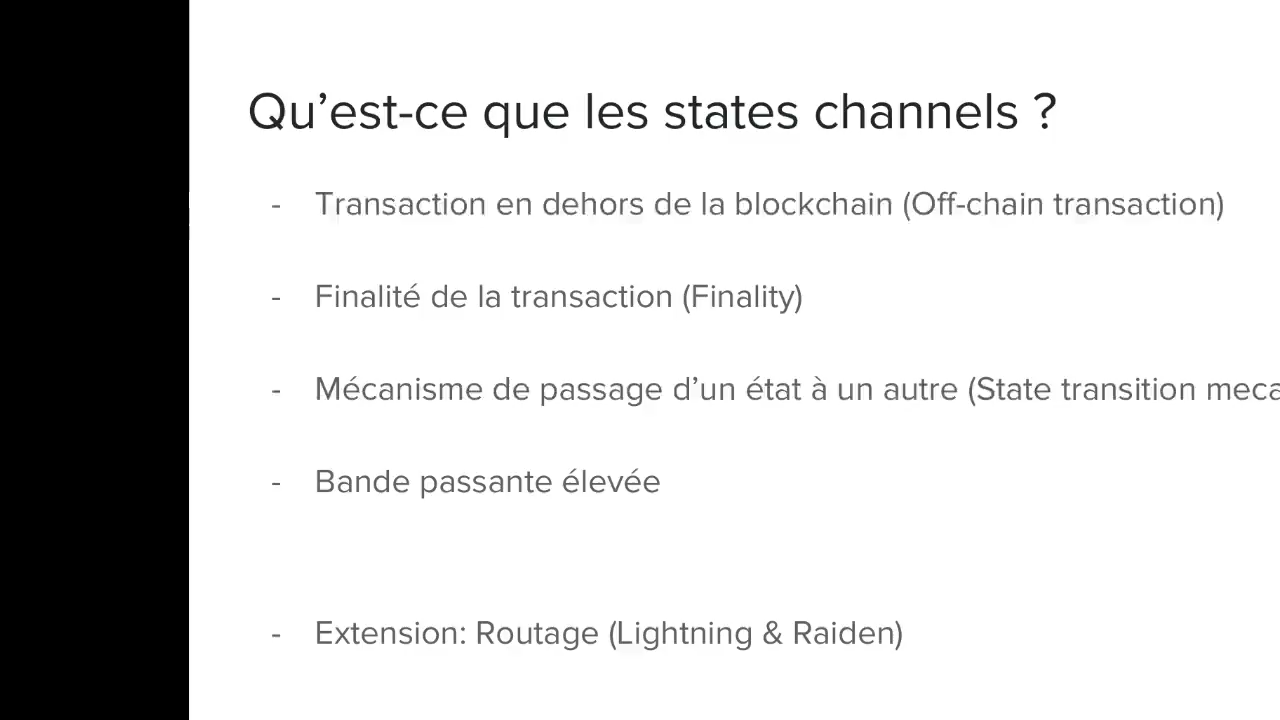 Qu’est-ce que les states channels ?
- Transaction en dehors de la blockchain (Off-chain transaction)
- Finalité de la transaction (Finality)
- Mécanisme de passage d’un état à un autre (State transition
- Bande passante élevée
- Extension: Routage (Lightning & Raiden)